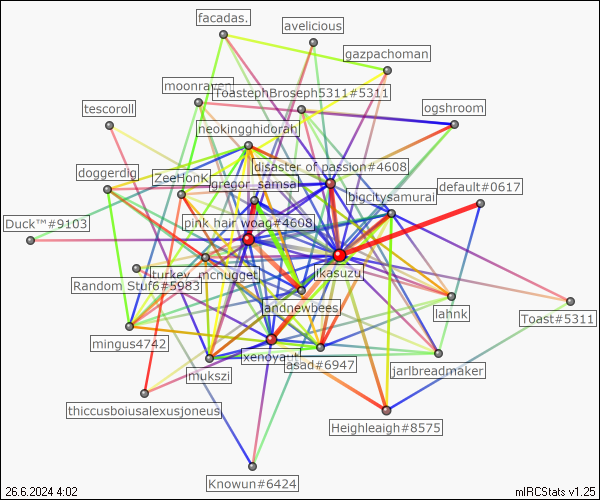 facadas.
avelicious
gazpachoman
moonraven
ToastephBroseph5311#5311
tescoroll
ogshroom
neokingghidorah
disaster of passion#4608
doggerdig
ZeeHonK
gregor_samsa
default#0617
bigcitysamurai
Duck™#9103
pink hair woag#4608
turkey_mcnugget
ikasuzu
Random Stuf6#5983
andnewbees
lahnk
Toast#5311
mingus4742
xenoyaut
asad#6947
mukszi
jarlbreadmaker
thiccusboiusalexusjoneus
Heighleaigh#8575
Knowun#6424
26.6.2024 4:02
mIRCStats v1.25